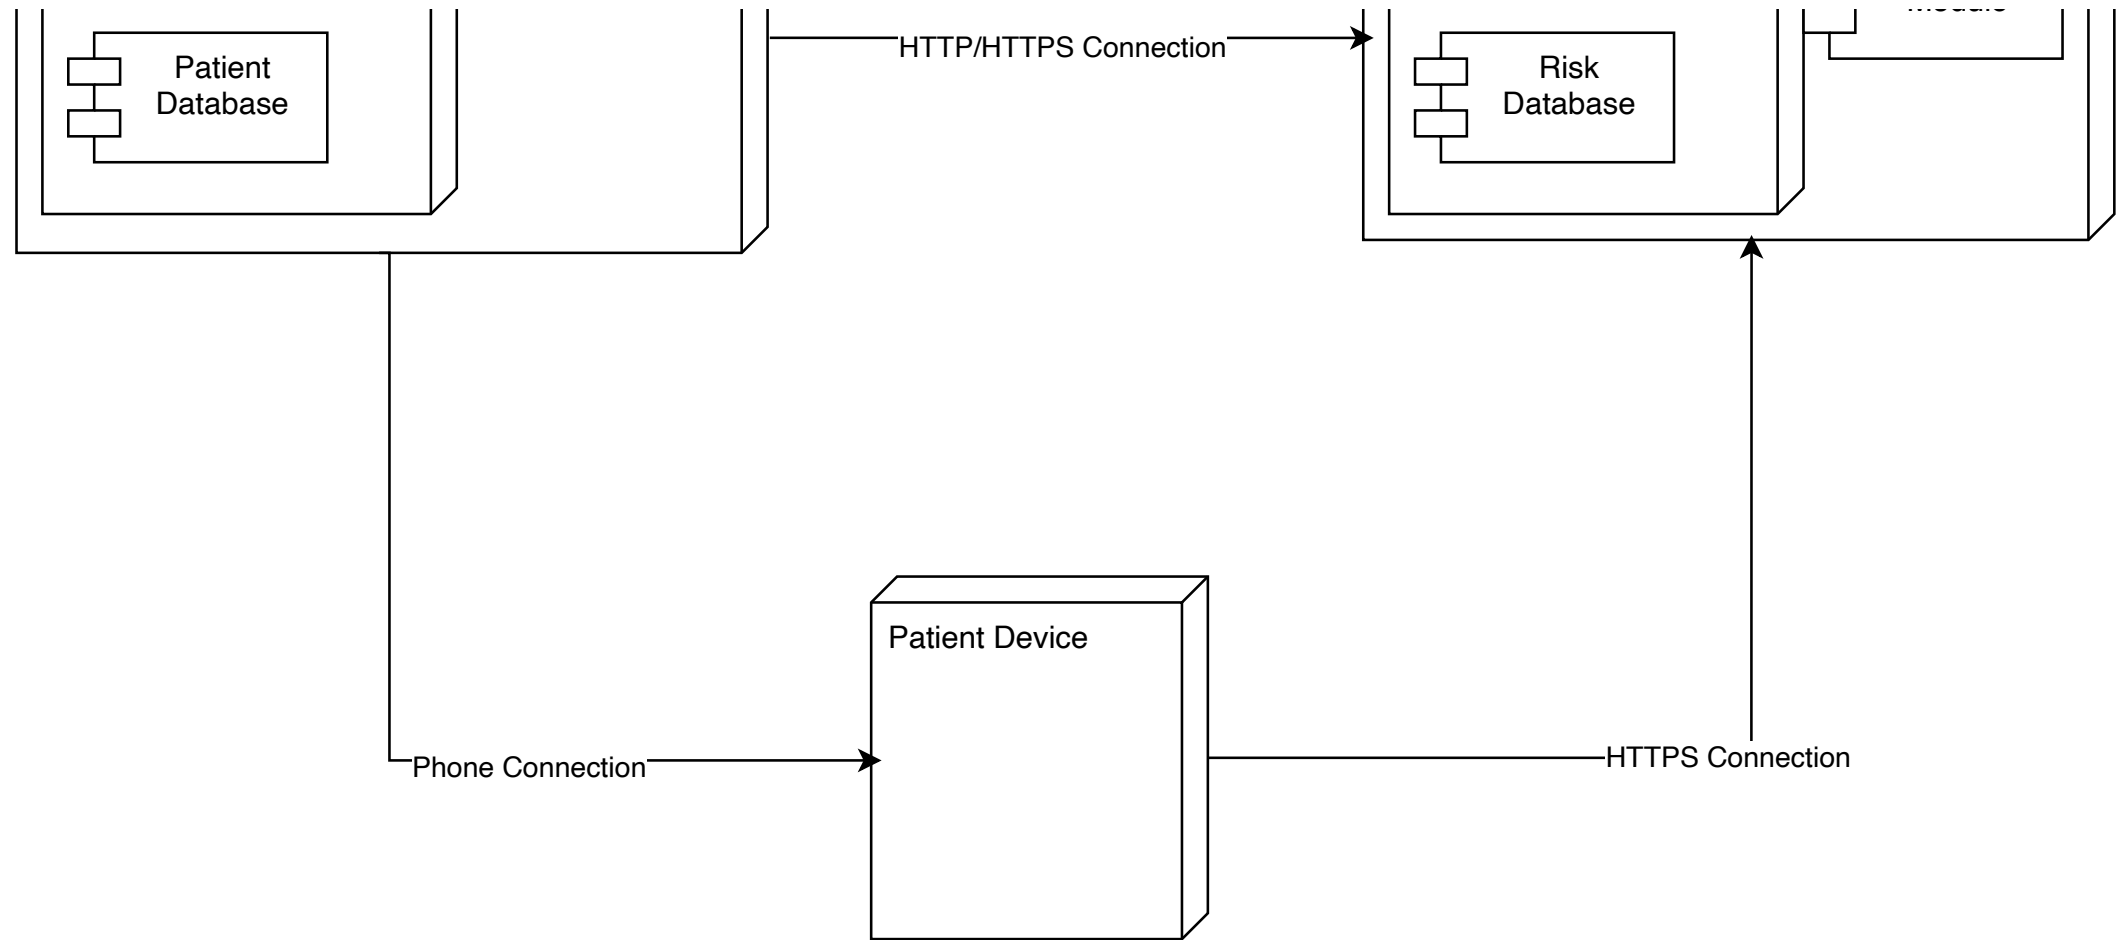 HTTP/HTTPS Connection
Patient
Database
Risk
Database
Patient Device
Phone Connection
HTTPS Connection